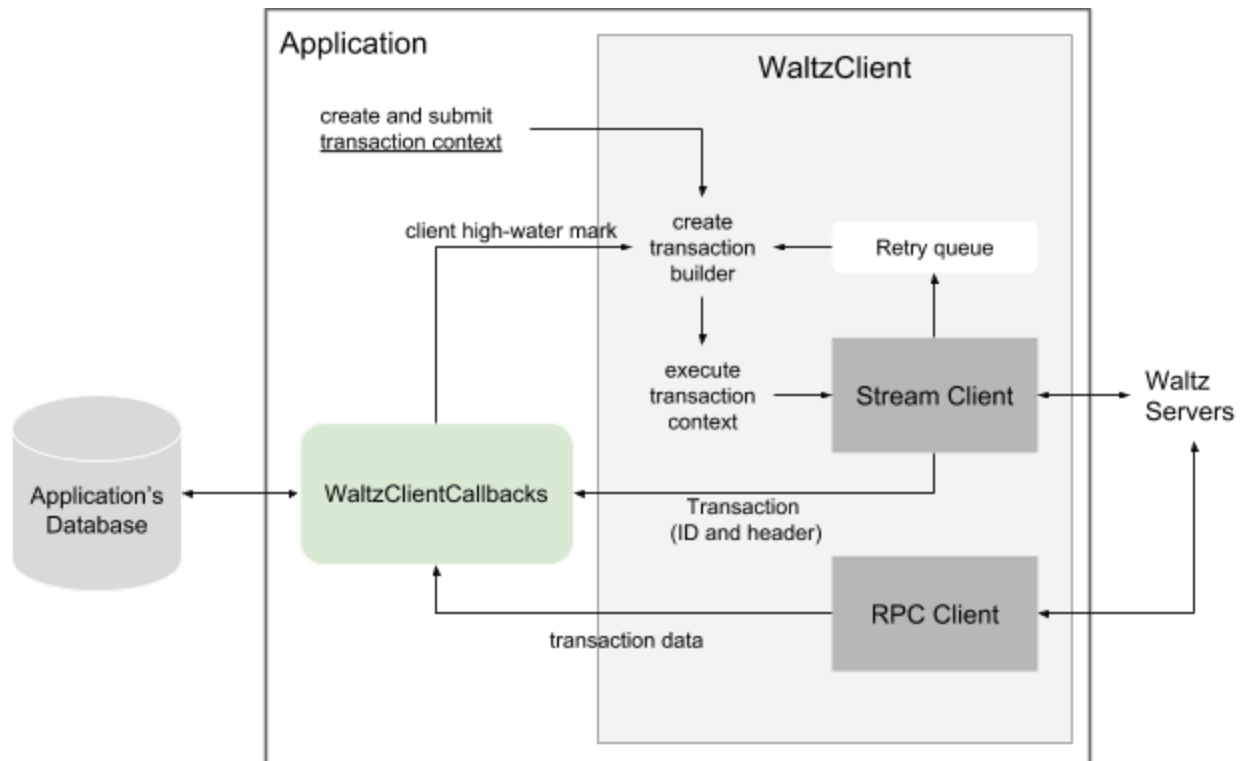 Application
WaltzClient
create and submit
transaction context
client high-water mark
create
transaction
builder
Retry queue
execute
transaction
context
Stream Client
Waltz
Servers
Application’s
Database
WaltzClientCallbacks
Transaction
(ID and header)
RPC Client
transaction data